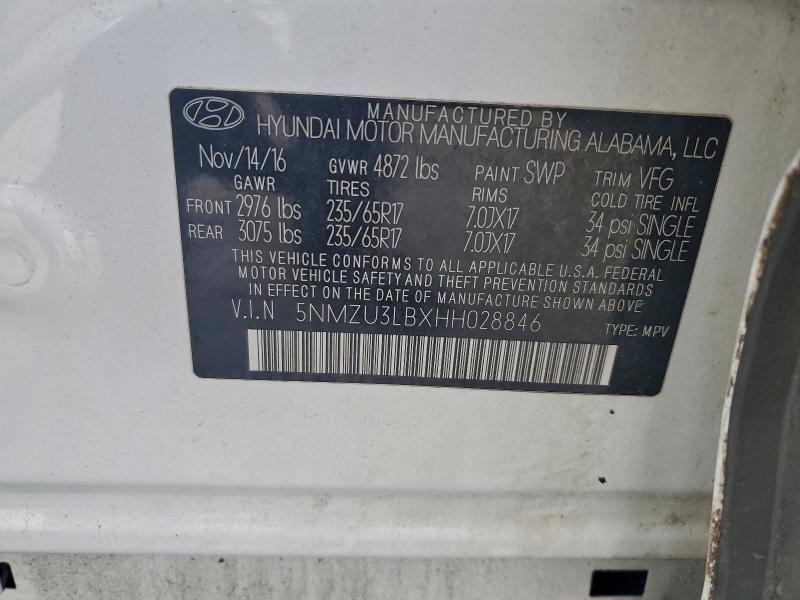 MANUFACTURED BY
HYUNDAI MOTOR MANUFACTURING ALABAMA, LLC
Nov/14/16 GVWR 4872 lbs PAINT SWP TRIM VFG
GAWR TIRES RIMS COLD TIRE INFL
FRONT 2976 lbs 235/65R17 7.0JX17 34 psi SINGLE
REAR 3075 lbs 235/65R17 7.0JX17 34 psi SINGLE
THIS VEHICLE CONFORMS TO ALL APPLICABLE U.S.A. FEDERAL
MOTOR VEHICLE SAFETY AND THEFT PREVENTION STANDARDS
IN EFFECT ON THE DATE OF MANUFACTURE SHOWN ABOVE
V.I.N 5NMZU3LBXHH028846 TYPE: MPV